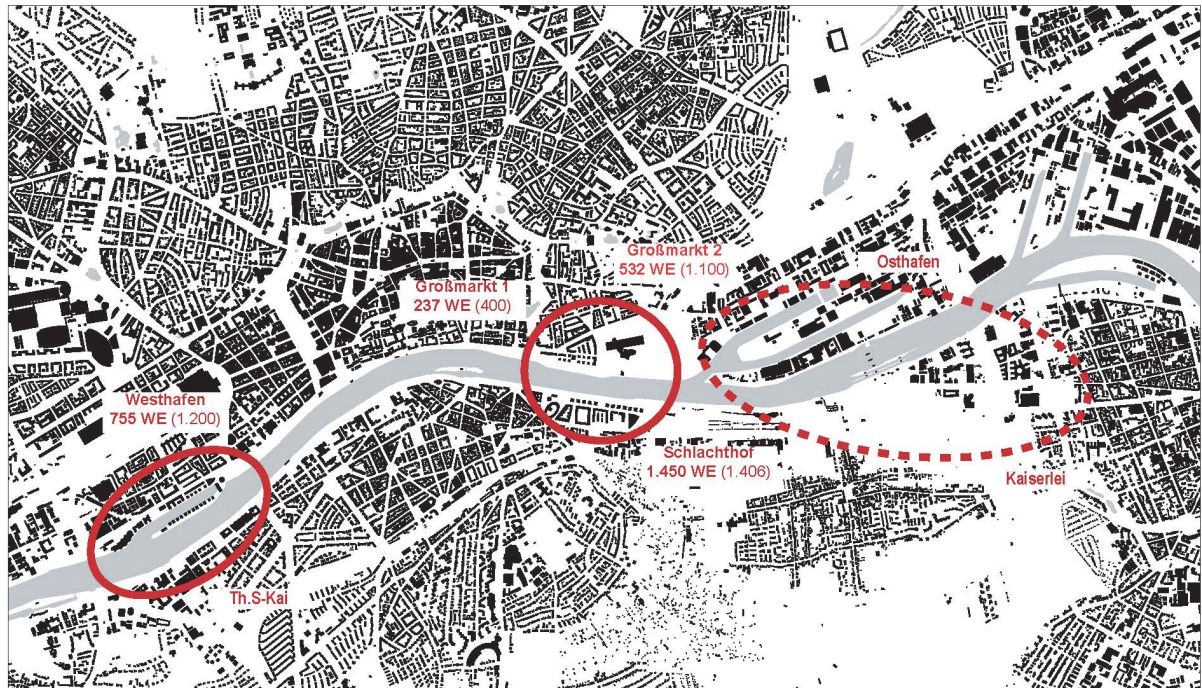 Großmarkt 2
532 WE (1.100)
Osthafen
Großmarkt 1
237 WE (400)
Westhafen
755 WE (1.200)
Schlachthof
1.450 WE (1.406)
Kaiserlei
Th.S-Kai